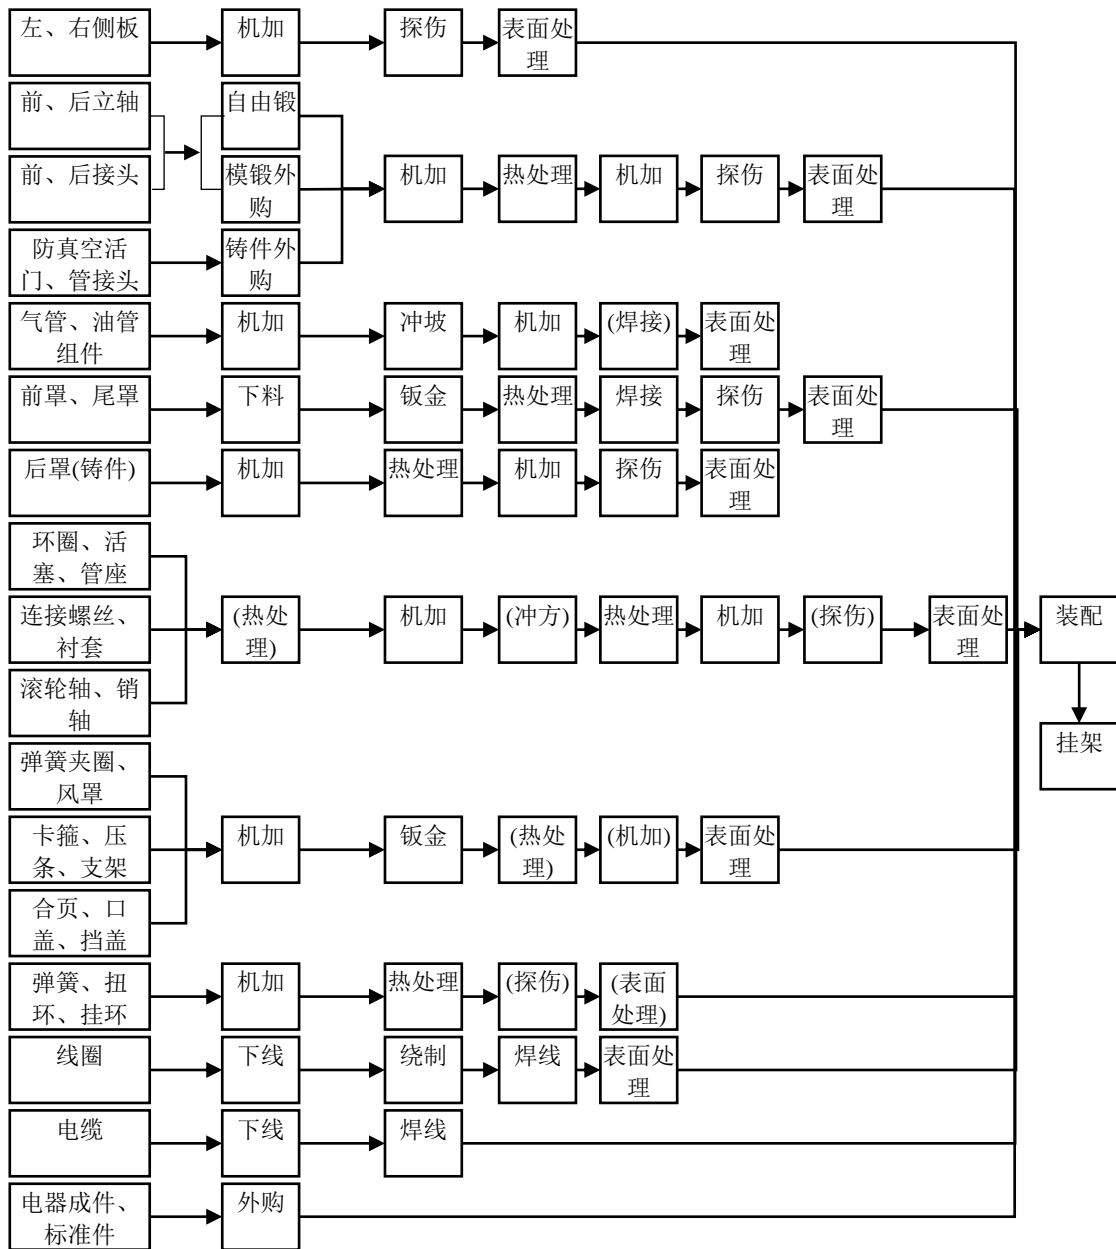 左、右侧板
机加
探伤
表面处
理
前、后立轴
自由锻
前、后接头
模锻外
购
机加
热处理
机加
探伤
表面处
理
防真空活
门、管接头
铸件外
购
气管、油管
组件
机加
冲坡
机加
(焊接)
表面处
理
前罩、尾罩
下料
钣金
热处理
焊接
探伤
表面处
理
后罩(铸件)
机加
热处理
机加
探伤
表面处
理
环圈、活
塞、管座
连接螺丝、
衬套
(热处
理)
机加
(冲方)
热处理
机加
(探伤)
表面处
理
装配
滚轮轴、销
轴
挂架
弹簧夹圈、
风罩
卡箍、压
条、支架
机加
钣金
(热处
理)
(机加)
表面处
理
合页、口
盖、挡盖
弹簧、扭
环、挂环
机加
热处理
(探伤)
(表面
处理)
线圈
下线
绕制
焊线
表面处
理
电缆
下线
焊线
电器成件、
标准件
外购